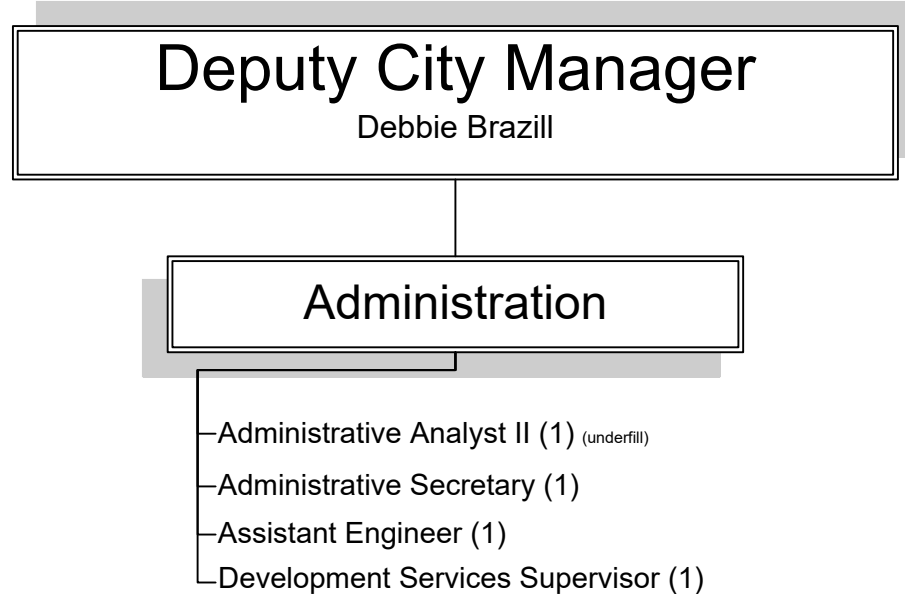 Deputy City Manager
Debbie Brazill
Administration
Administrative Analyst II (1) (underfill)
Administrative Secretary (1)
Assistant Engineer (1)
Development Services Supervisor (1)